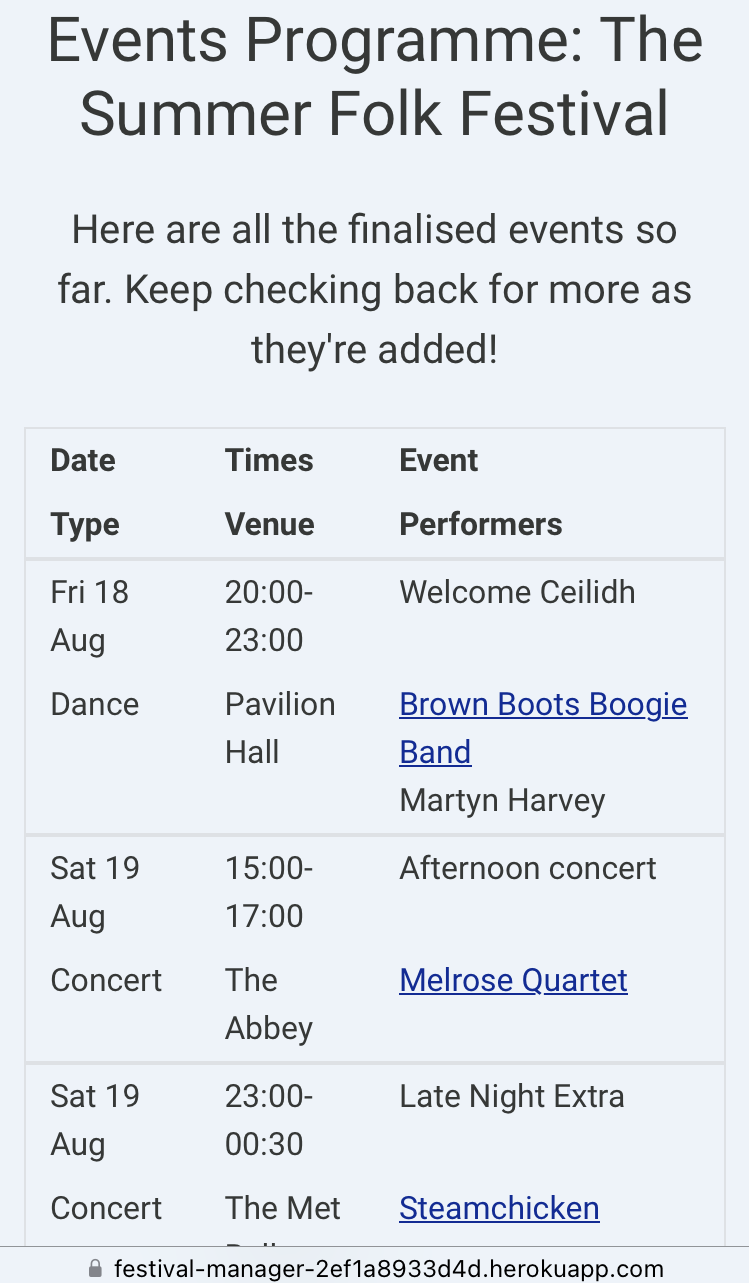 Events Programme: The
Summer Folk Festival
Here are all the finalised events so
far. Keep checking back for more as
they're added!
Date Times Event
Type Venue Performers
Fri 18 20:00- Welcome Ceilidh
Aug 23:00
Dance Pavilion Brown Boots Boogie
Hall Band
Martyn Harvey
Sat 19 15:00- Afternoon concert
Aug 17:00
Concert The Melrose Quartet
Abbey
Sat 19 23:00- Late Night Extra
Aug 00:30
Concert The Met Steamchicken
festival-manager-2ef1a8933d4d.herokuapp.com